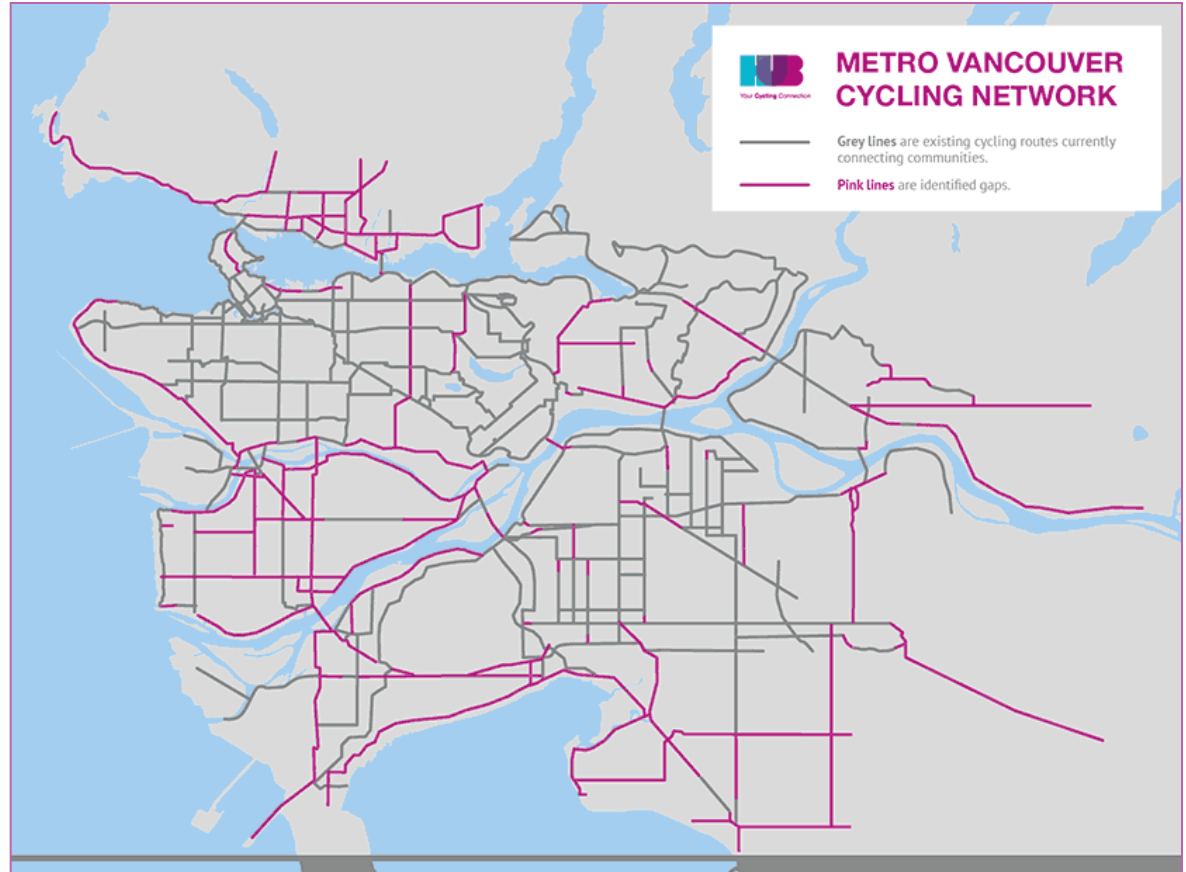 HUB
Your Cycling Connection
METRO VANCOUVER
CYCLING NETWORK
Grey lines are existing cycling routes currently
connecting communities.
Pink lines are identified gaps.